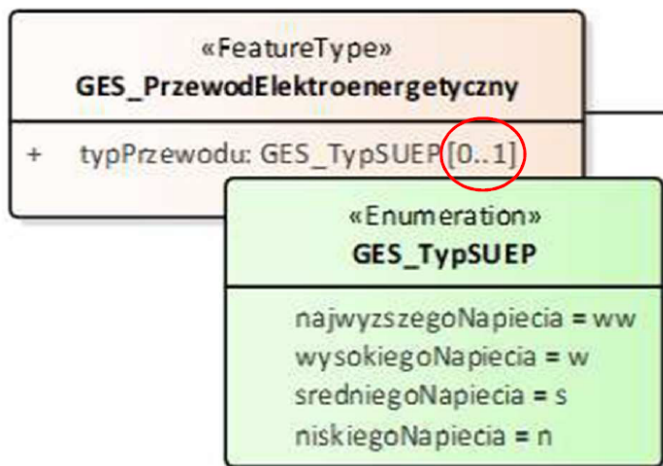 «FeatureType»
GES_PrzewodElektroenergetyczny
+ typPrzewodu: GES_TypSUEP [0..1]
«Enumeration»
GES_TypSUEP
najwyzszegoNapiecia = ww
wysokiegoNapiecia = w
sredniegoNapiecia = s
niskiegoNapiecia = n